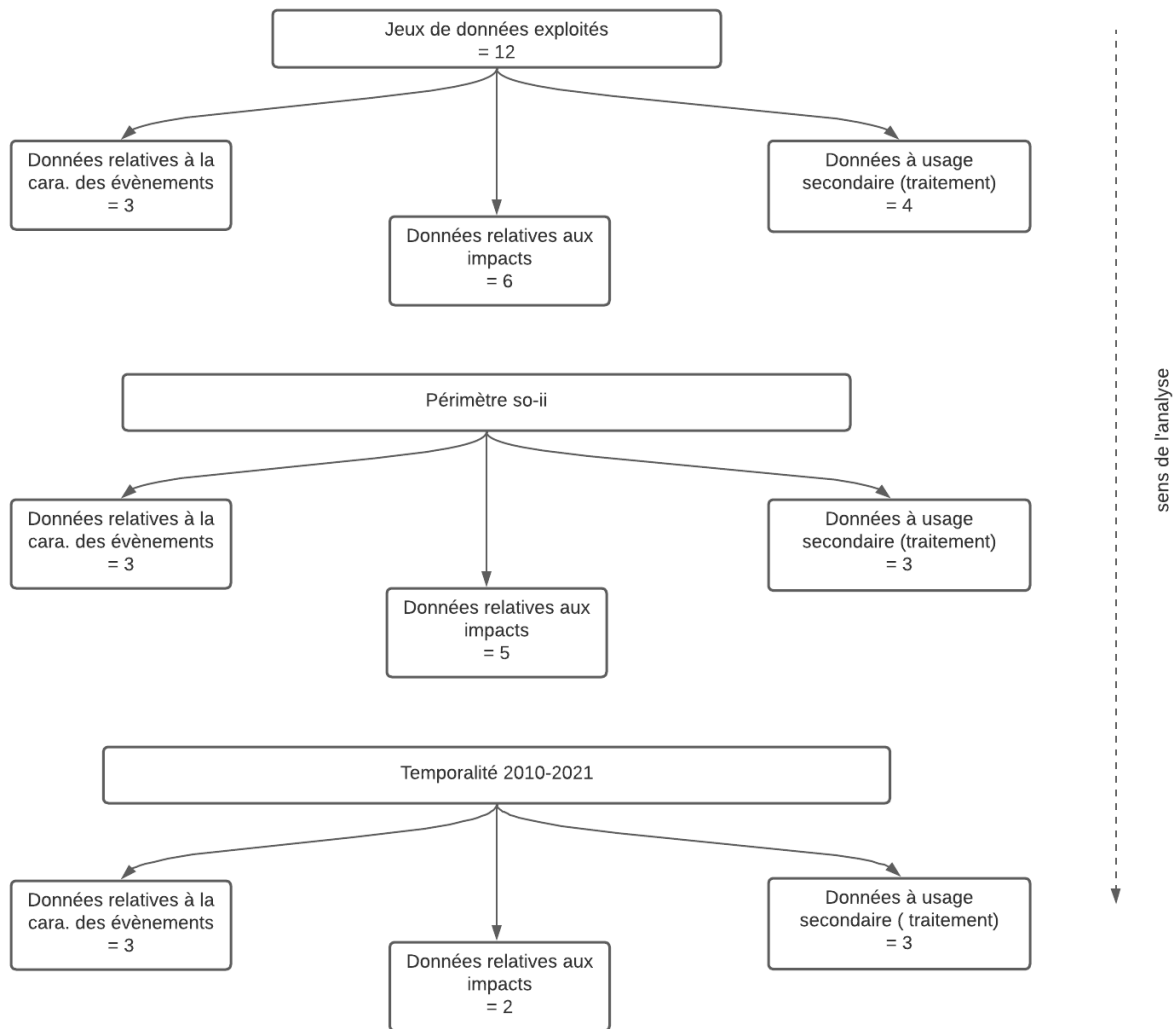 Jeux de données exploités
= 12
Données relatives à la
cara. des évènements
= 3
Données relatives aux
impacts
= 6
Données à usage
secondaire (traitement)
= 4
Périmètre so-ii
Données relatives à la
cara. des évènements
= 3
Données relatives aux
impacts
= 5
Données à usage
secondaire (traitement)
= 3
Temporalité 2010-2021
Données relatives à la
cara. des évènements
= 3
Données relatives aux
impacts
= 2
Données à usage
secondaire ( traitement)
= 3
sens de l'analyse